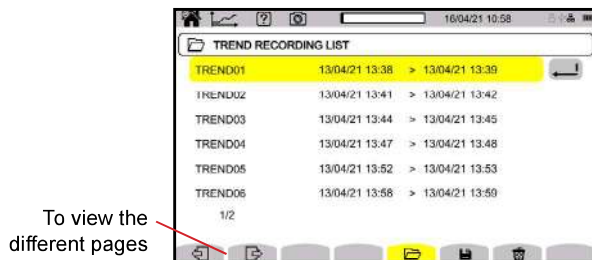 ?
16/04/21 10:58
TREND RECORDING LIST
TREND01 13/04/21 13:38 > 13/04/21 13:39
TREND02 13/04/21 13:41 > 13/04/21 13:42
TREND03 13/04/21 13:44 > 13/04/21 13:45
TREND04 13/04/21 13:47 > 13/04/21 13:48
TREND05 13/04/21 13:52 > 13/04/21 13:53
TREND06 13/04/21 13:58 > 13/04/21 13:59
1/2
To view the
different pages